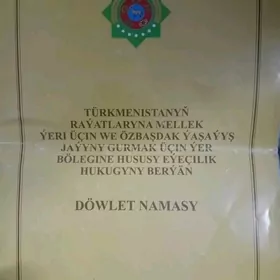 TÜRKMENISTANYŇ
RAÝATLARYNA MELLEK
ÝERI ÜÇIN WE ÖZBAŞDAK ÝAŞAÝYŞ
JAÝYNY GURMAK ÜÇIN ÝER
BÖLEGINE HUSUSY EÝEÇILIK
HUKUGYNY BERÝÄN
DÖWLET NAMASY